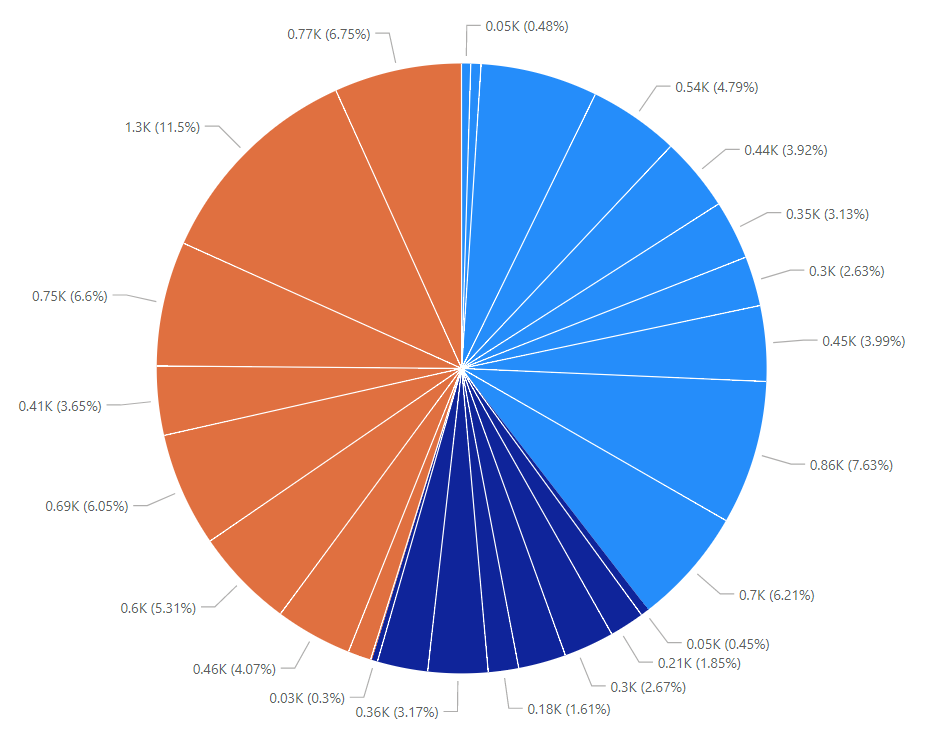 0.05K (0.48%)
0.77K (6.75%)
0.54K (4.79%)
1.3K (11.5%)
0.44K (3.92%)
0.35K (3.13%)
0.3K (2.63%)
0.75K (6.6%)
0.45K (3.99%)
0.41K (3.65%)
0.86K (7.63%)
0.69K (6.05%)
0.7K (6.21%)
0.6K (5.31%)
0.05K (0.45%)
0.21K (1.85%)
0.46K (4.07%)
0.3K (2.67%)
0.03K (0.3%)
0.18K (1.61%)
0.36K (3.17%)